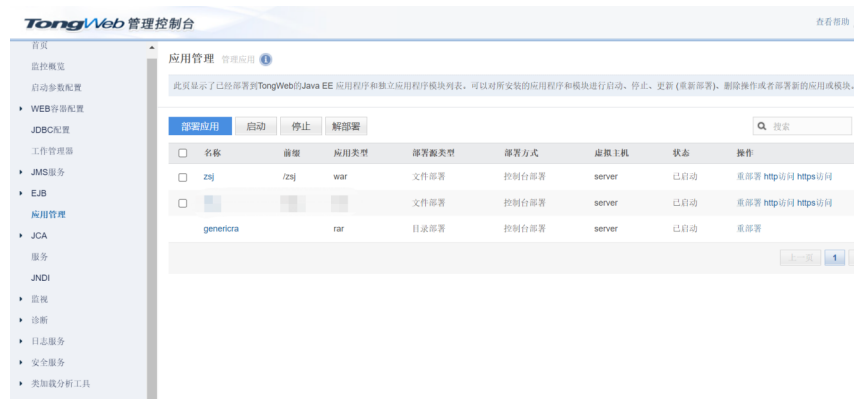 TongWeb 管理控制台
查看帮助
首页
监控概览
启动参数配置
WEB容器配置
JDBC配置
工作管理器
JMS服务
EJB
应用管理
JCA
服务
JNDI
监视
诊断
日志服务
安全服务
类加载分析工具
应用管理 管理应用
此页显示了已经部署到TongWeb的Java EE 应用程序和独立应用程序模块列表。可以对所安装的应用程序和模块进行启动、停止、更新 (重新部署)、删除操作或者部署新的应用或模块。
部署应用 启动 停止 解部署 搜索
名称 前缀 应用类型 部署源类型 部署方式 虚拟主机 状态 操作
zsj /zsj war 文件部署 控制台部署 server 已启动 重部署 http访问 https访问
文件部署 控制台部署 server 已启动 重部署 http访问 https访问
genericra rar 目录部署 控制台部署 server 已启动 重部署
上一页 1